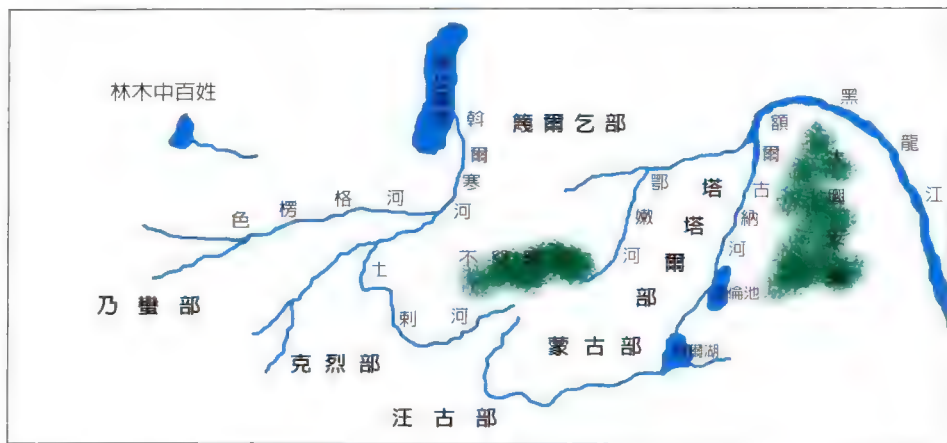 林木中百姓
篾爾乞部
斡爾寒河
黑龍江
額爾古納河
鄂嫩河
塔塔爾部
色楞格河
不
土剌河
倫池
爾湖
乃蠻部
克烈部
蒙古部
汪古部